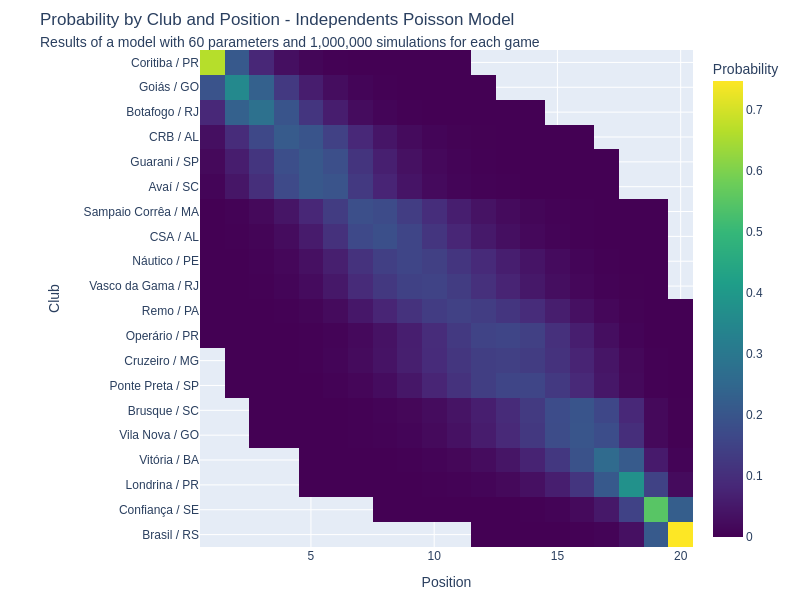 Probability by Club and Position - Independents Poisson Model
Results of a model with 60 parameters and 1,000,000 simulations for each game
Probability
Club
Coritiba / PR
Goiás / GO
Botafogo / RJ
CRB / AL
Guarani / SP
Avaí / SC
Sampaio Corrêa / MA
CSA / AL
Náutico / PE
Vasco da Gama / RJ
Remo / PA
Operário / PR
Cruzeiro / MG
Ponte Preta / SP
Brusque / SC
Vila Nova / GO
Vitória / BA
Londrina / PR
Confiança / SE
Brasil / RS
5
10
15
20
Position
0.7
0.6
0.5
0.4
0.3
0.2
0.1
0